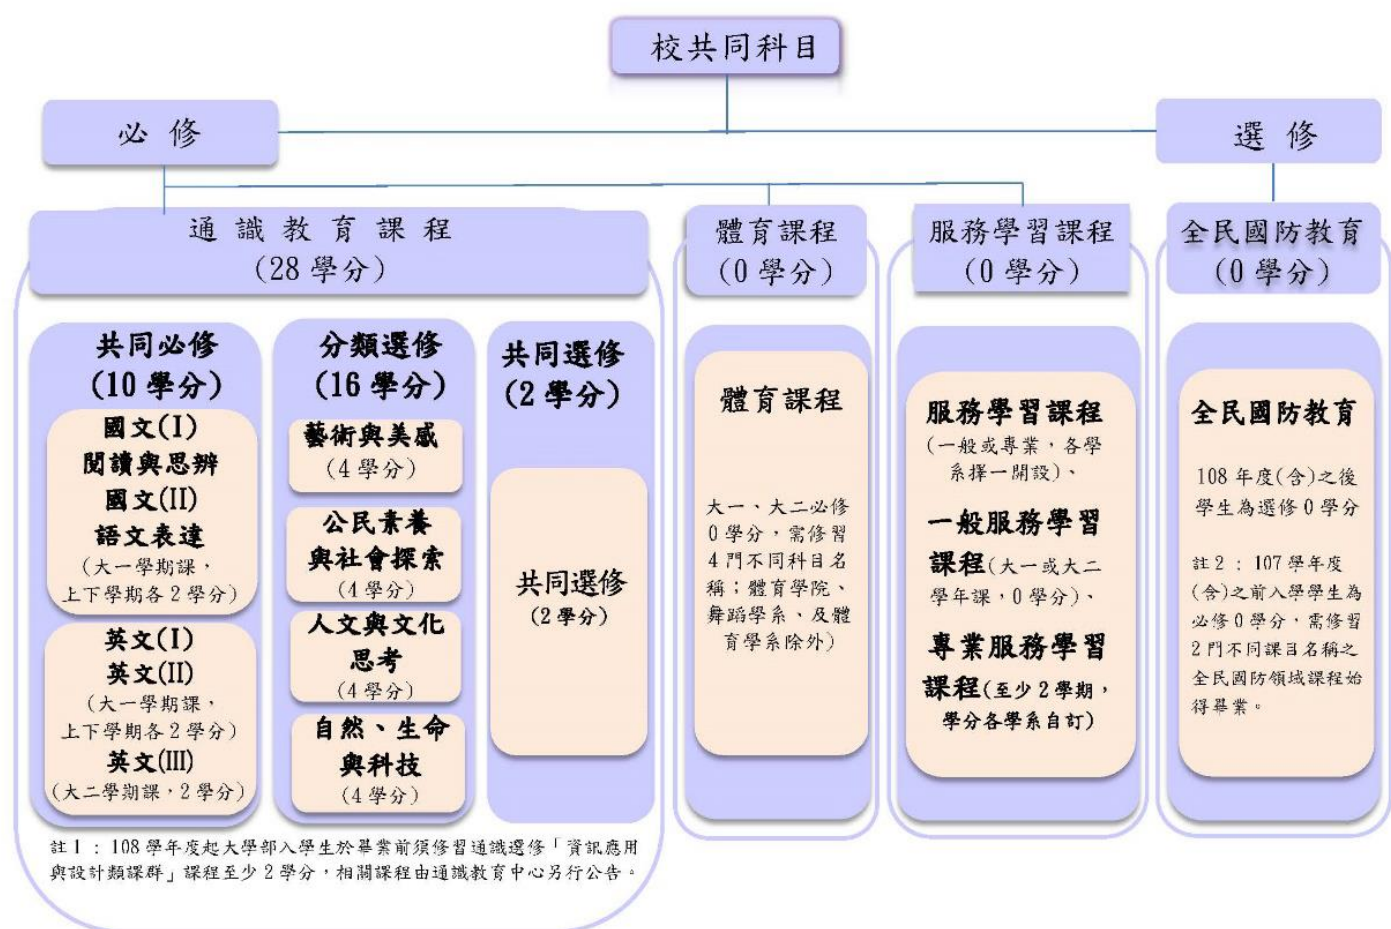 校共同科目
必 修
選 修
通 識 教 育 課 程
(28 學分)
體育課程
(0 學分)
服務學習課程
(0 學分)
全民國防教育
(0 學分)
共同必修
(10 學分)
國文(I)
閱讀與思辨
國文(II)
語文表達
(大一學期課，
上下學期各 2 學分)
英文(I)
英文(II)
(大一學期課，
上下學期各 2 學分)
英文(III)
(大二學期課，2 學分)
分類選修
(16 學分)
藝術與美感
(4 學分)
公民素養
與社會探索
(4 學分)
人文與文化
思考
(4 學分)
自然、生命
與科技
(4 學分)
共同選修
(2 學分)
共同選修
(2 學分)
註 1 : 108 學年度起大學部入學生於畢業前須修習通識選修「資訊應用
與設計類課群」課程至少 2 學分，相關課程由通識教育中心另行公告。
體育課程
大一、大二必修
0 學分，需修習
4 門不同科目名
稱；體育學院、
舞蹈學系、及體
育學系除外)
服務學習課程
(一般或專業，各學
系擇一開設)、
一般服務學習
課程(大一或大二
學年課，0 學分)、
專業服務學習
課程(至少 2 學期，
學分各學系自訂)
全民國防教育
108 年度(含)之後
學生為選修 0 學分
註 2 : 107 學年度
(含)之前入學學生為
必修 0 學分，需修習
2 門不同課目名稱之
全民國防領域課程始
得畢業。